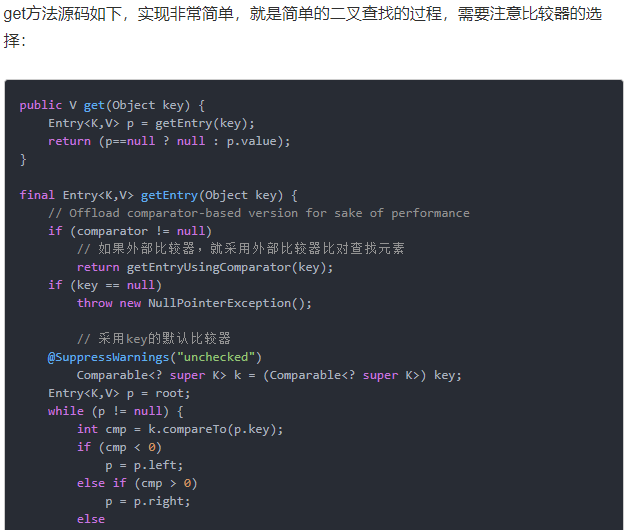 get方法源码如下，实现非常简单，就是简单的二叉查找的过程，需要注意比较器的选
择：
public V get(Object key) {
    Entry<K,V> p = getEntry(key);
    return (p==null ? null : p.value);
}
final Entry<K,V> getEntry(Object key) {
    // Offload comparator-based version for sake of performance
    if (comparator != null)
        // 如果外部比较器，就采用外部比较器比对查找元素
        return getEntryUsingComparator(key);
    if (key == null)
        throw new NullPointerException();
        // 采用key的默认比较器
    @SuppressWarnings("unchecked")
        Comparable<? super K> k = (Comparable<? super K>) key;
    Entry<K,V> p = root;
    while (p != null) {
        int cmp = k.compareTo(p.key);
        if (cmp < 0)
            p = p.left;
        else if (cmp > 0)
            p = p.right;
        else